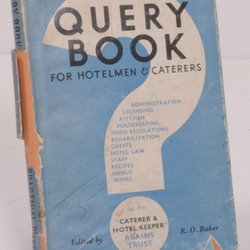 QUERY
BOOK
FOR HOTELMEN & CATERERS
ADMINISTRATION
LICENSING
KITCHEN
HOUSEKEEPING
FOOD REGULATIONS
REHABILITATION
GUESTS
HOTEL LAW
STAFF
RECIPES
MENUS
WINES
by the
CATERER &
HOTEL KEEPER
BRAINS
TRUST
Edited by
R. O. Baker